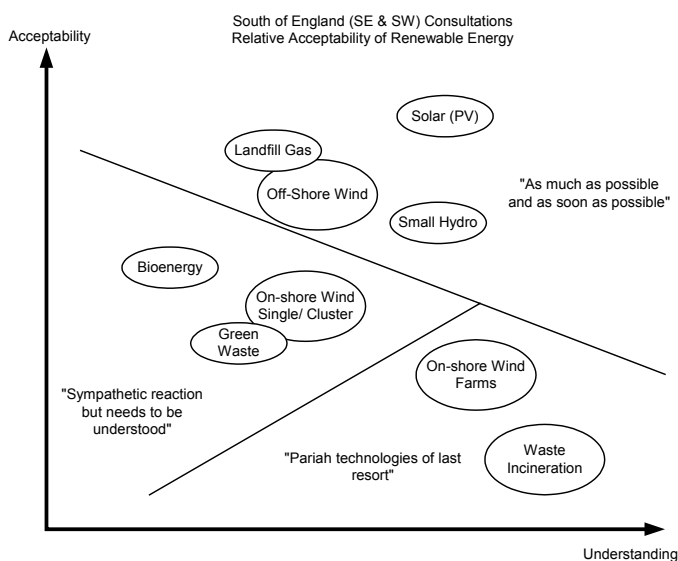 South of England (SE & SW) Consultations
Relative Acceptability of Renewable Energy
Acceptability
Solar (PV)
Landfill Gas
Off-Shore Wind
"As much as possible
and as soon as possible"
Small Hydro
Bioenergy
On-shore Wind
Single/ Cluster
Green
Waste
On-shore Wind
Farms
"Sympathetic reaction
but needs to be
understood"
"Pariah technologies of last
resort"
Waste
Incineration
Understanding